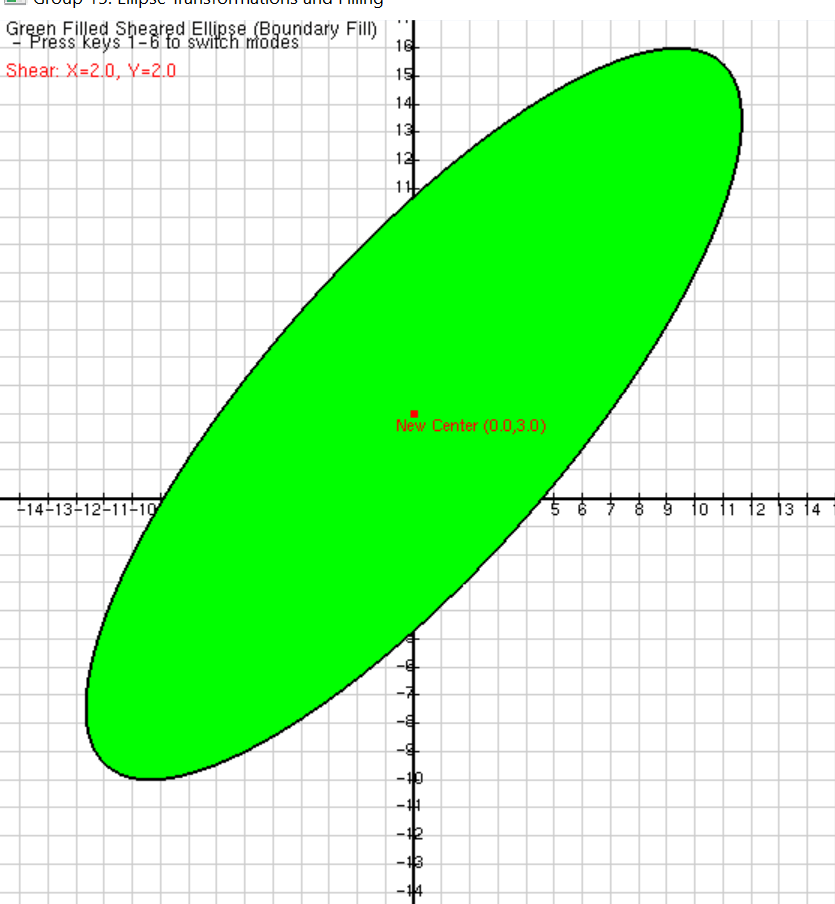 Group 15: Ellipse Transformations and Filling
Green Filled Sheared Ellipse (Boundary Fill)
- Press keys 1-6 to switch modes
Shear: X=2.0, Y=2.0
16
15
14
13
12
11
New Center (0.0,3.0)
-14 -13 -12 -11 -10 5 6 7 8 9 10 11 12 13 14
-6
-7
-8
-9
-10
-11
-12
-13
-14